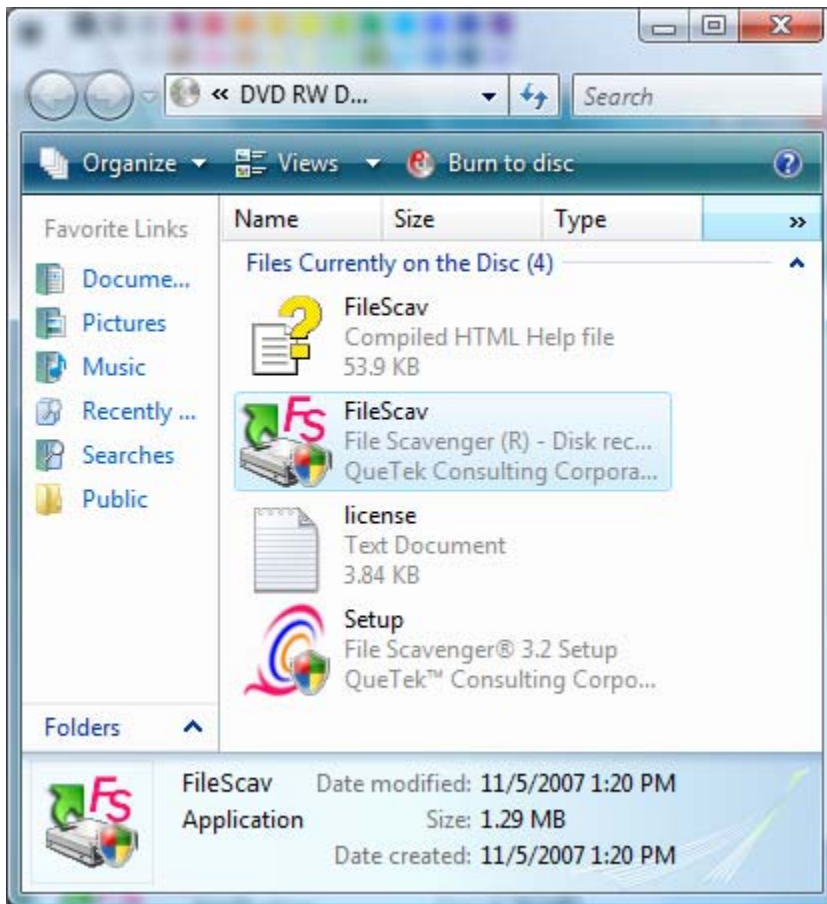 « DVD RW D...
Search
Organize
Views
Burn to disc
Favorite Links
Docume...
Pictures
Music
Recently ...
Searches
Public
Folders
Name Size Type »
Files Currently on the Disc (4)
FileScav
Compiled HTML Help file
53.9 KB
FS
FileScav
File Scavenger (R) - Disk rec...
QueTek Consulting Corpora...
license
Text Document
3.84 KB
Setup
File Scavenger® 3.2 Setup
QueTek™ Consulting Corpo...
FS
FileScav Date modified: 11/5/2007 1:20 PM
Application Size: 1.29 MB
Date created: 11/5/2007 1:20 PM